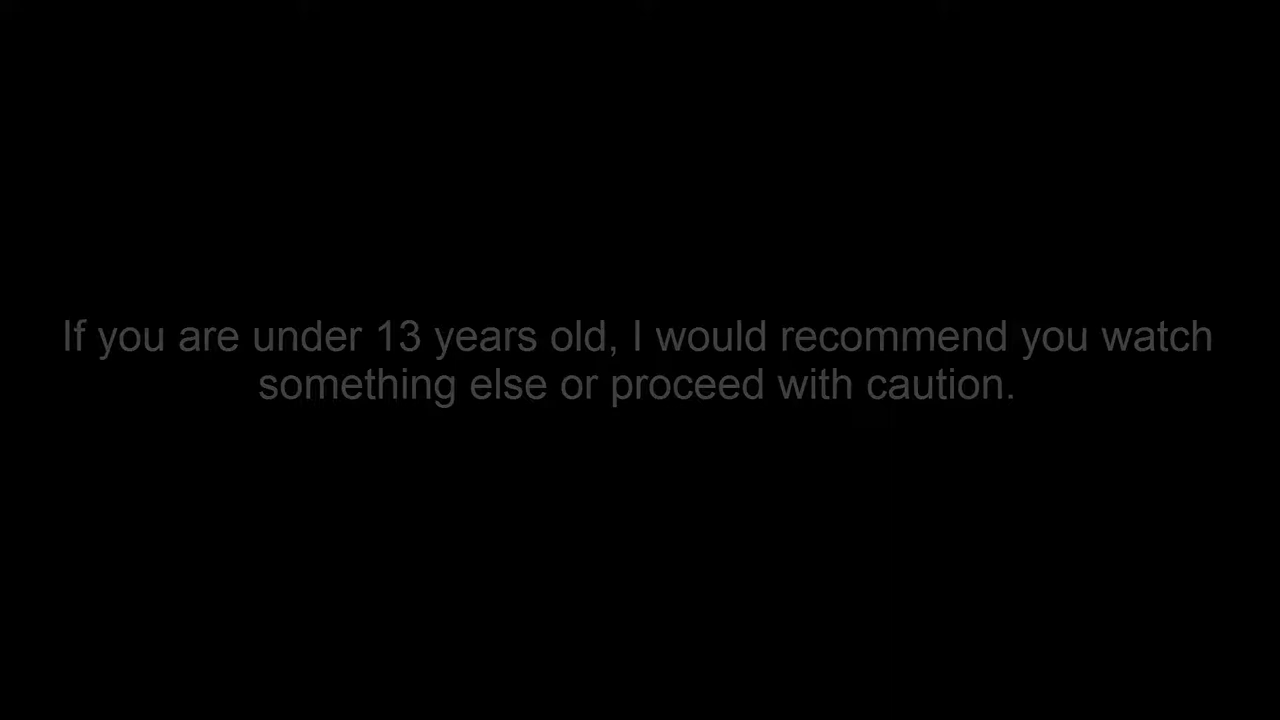 If you are under 13 years old, I would recommend you watch
something else or proceed with caution.